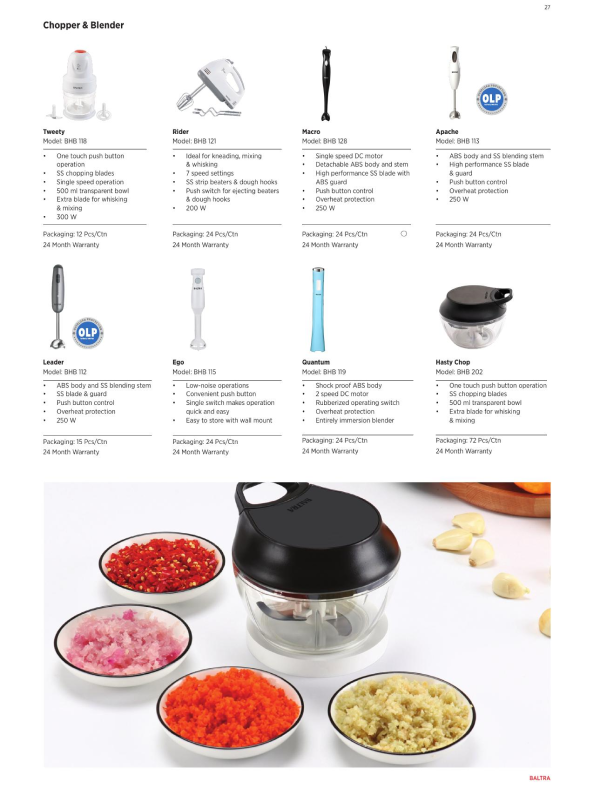 27
Chopper & Blender
Tweety
Model: BHB 118
• One touch push button
operation
• SS chopping blades
• Single speed operation
• 500 ml transparent bowl
• Extra blade for whisking
& mixing
• 300 W
Packaging: 12 Pcs/Ctn
24 Month Warranty
Rider
Model: BHB 121
• Ideal for kneading, mixing
& whisking
• 7 speed settings
• SS strip beaters & dough hooks
• Push switch for ejecting beaters
& dough hooks
• 200 W
Packaging: 24 Pcs/Ctn
24 Month Warranty
Macro
Model: BHB 128
• Single speed DC motor
• Detachable ABS body and stem
• High performance SS blade with
ABS guard
• Push button control
• Overheat protection
• 250 W
Packaging: 24 Pcs/Ctn
24 Month Warranty
OLP
Apache
Model: BHB 113
• ABS body and SS blending stem
• High performance SS blade
& guard
• Push button control
• Overheat protection
• 250 W
Packaging: 24 Pcs/Ctn
24 Month Warranty
OLP
Leader
Model: BHB 112
• ABS body and SS blending stem
• SS blade & guard
• Push button control
• Overheat protection
• 250 W
Packaging: 15 Pcs/Ctn
24 Month Warranty
Ego
Model: BHB 115
• Low-noise operations
• Convenient push button
• Single switch makes operation
quick and easy
• Easy to store with wall mount
Packaging: 24 Pcs/Ctn
24 Month Warranty
Quantum
Model: BHB 119
• Shock proof ABS body
• 2 speed DC motor
• Rubberized operating switch
• Overheat protection
• Entirely immersion blender
Packaging: 24 Pcs/Ctn
24 Month Warranty
Hasty Chop
Model: BHB 202
• One touch push button operation
• SS chopping blades
• 500 ml transparent bowl
• Extra blade for whisking
& mixing
Packaging: 72 Pcs/Ctn
24 Month Warranty
BALTRA
BALTRA